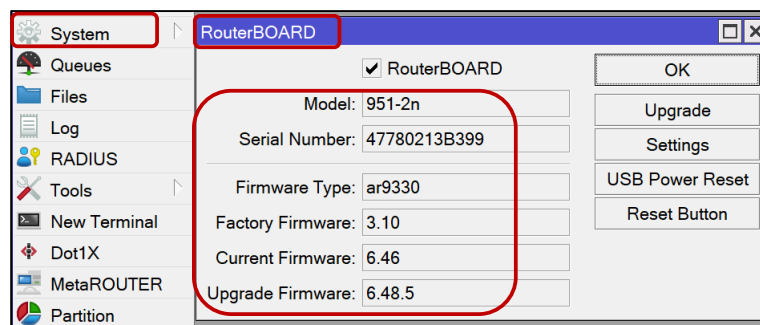 System
Queues
Files
Log
RADIUS
Tools
New Terminal
Dot1X
MetaROUTER
Partition
RouterBOARD
RouterBOARD
Model: 951-2n
Serial Number: 47780213B399
Firmware Type: ar9330
Factory Firmware: 3.10
Current Firmware: 6.46
Upgrade Firmware: 6.48.5
OK
Upgrade
Settings
USB Power Reset
Reset Button